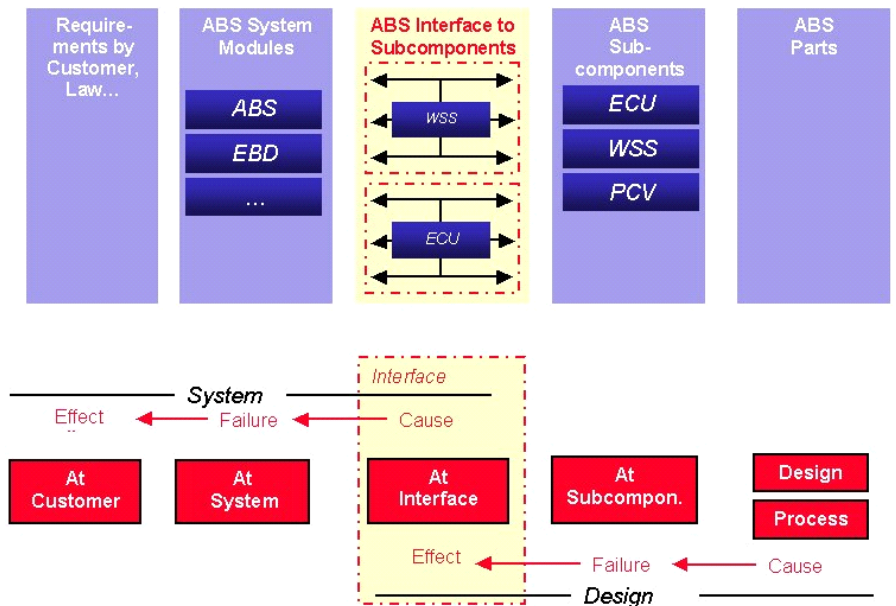 Require-
ments by
Customer,
Law...
ABS System
Modules
ABS
EBD
...
ABS Interface to
Subcomponents
WSS
ECU
ABS
Sub-
components
ECU
WSS
PCV
ABS
Parts
Interface
System
Effect
Failure
Cause
At
Customer
At
System
At
Interface
At
Subcompon.
Design
Process
Effect
Failure
Cause
Design